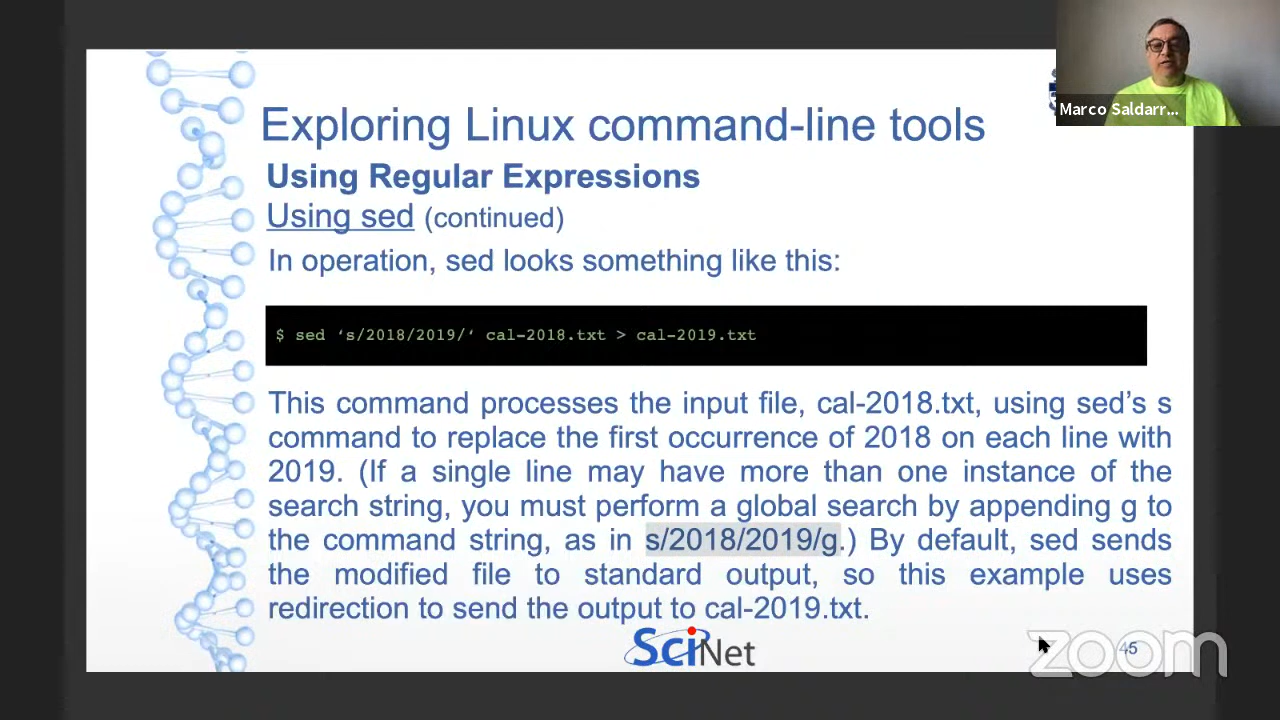 Marco Saldarr...
Exploring Linux command-line tools
Using Regular Expressions
Using sed (continued)
In operation, sed looks something like this:
$ sed ‘s/2018/2019/‘ cal-2018.txt > cal-2019.txt
This command processes the input file, cal-2018.txt, using sed’s s
command to replace the first occurrence of 2018 on each line with
2019. (If a single line may have more than one instance of the
search string, you must perform a global search by appending g to
the command string, as in s/2018/2019/g.) By default, sed sends
the modified file to standard output, so this example uses
redirection to send the output to cal-2019.txt.
SciNet
45
zoom